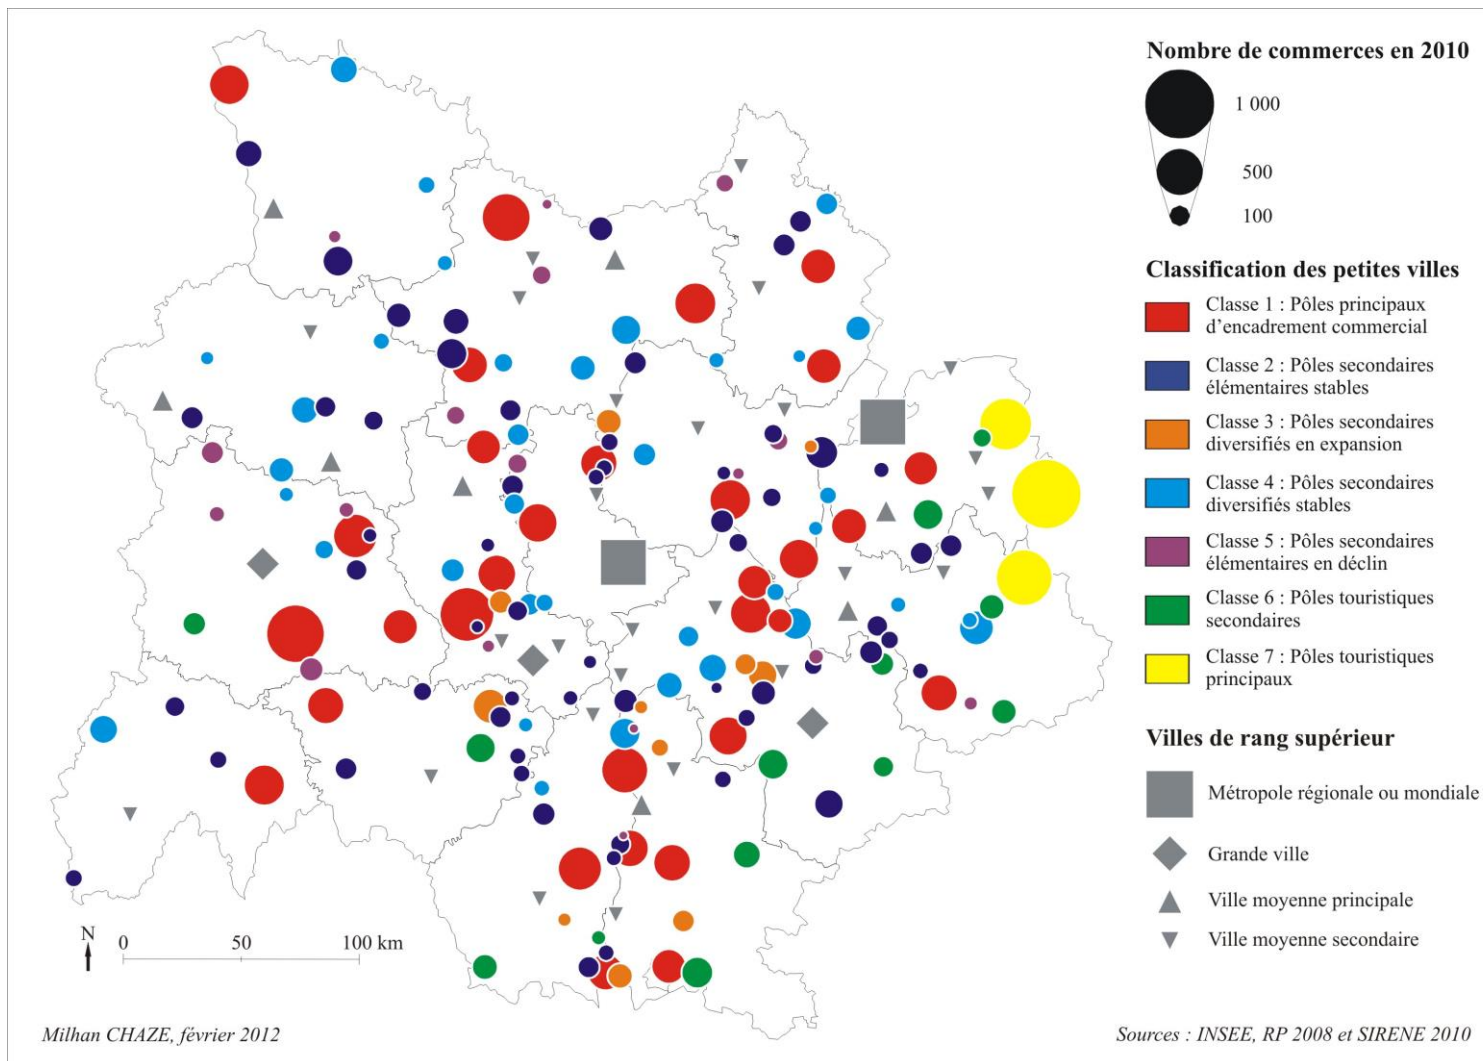 Nombre de commerces en 2010
1 000
500
100
Classification des petites villes
Classe 1 : Pôles principaux
d'encadrement commercial
Classe 2 : Pôles secondaires
élémentaires stables
Classe 3 : Pôles secondaires
diversifiés en expansion
Classe 4 : Pôles secondaires
diversifiés stables
Classe 5 : Pôles secondaires
élémentaires en déclin
Classe 6 : Pôles touristiques
secondaires
Classe 7 : Pôles touristiques
principaux
Villes de rang supérieur
Métropole régionale ou mondiale
Grande ville
Ville moyenne principale
Ville moyenne secondaire
N
0 50 100 km
Milhan CHAZE, février 2012
Sources : INSEE, RP 2008 et SIRENE 2010